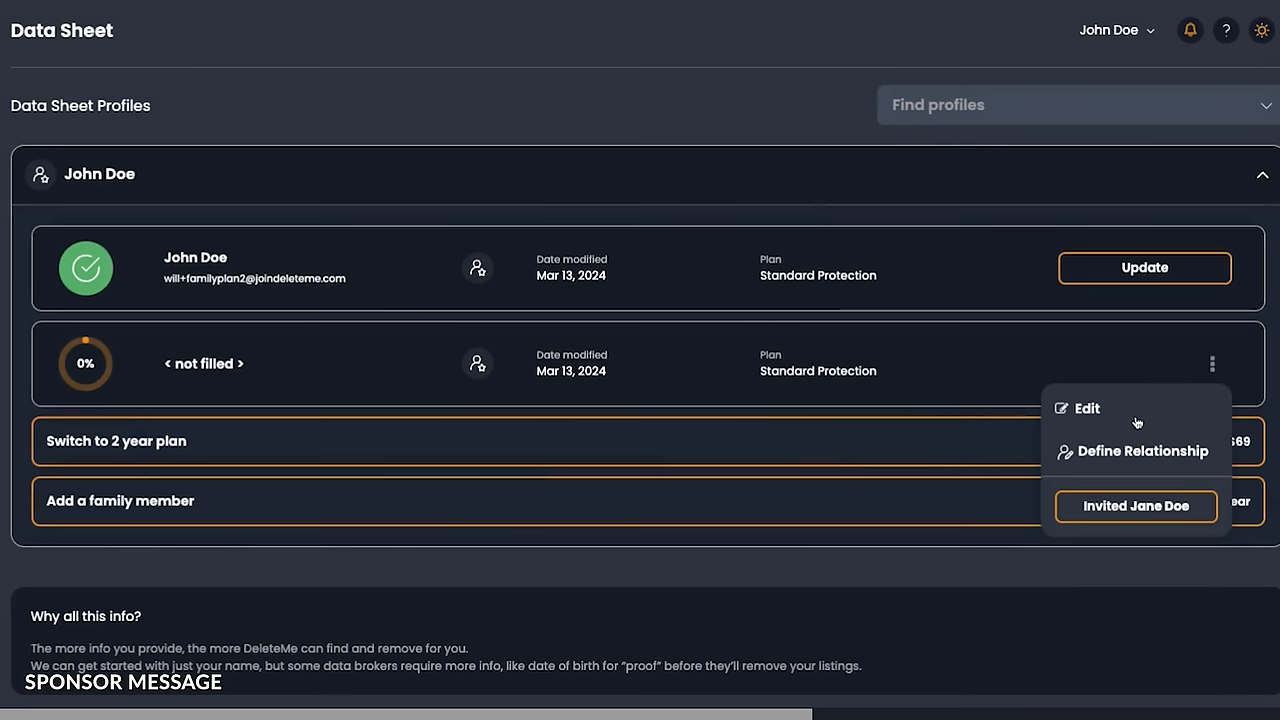 Data Sheet
John Doe
?
Data Sheet Profiles
Find profiles
John Doe
John Doe
will+familyplan2@joindeleteme.com
Date modified
Mar 13, 2024
Plan
Standard Protection
Update
0%
< not filled >
Date modified
Mar 13, 2024
Plan
Standard Protection
Edit
Define Relationship
Invited Jane Doe
Switch to 2 year plan
69
Add a family member
ear
Why all this info?
The more info you provide, the more DeleteMe can find and remove for you.
We can get started with just your name, but some data brokers require more info, like date of birth for “proof” before they’ll remove your listings.
SPONSOR MESSAGE